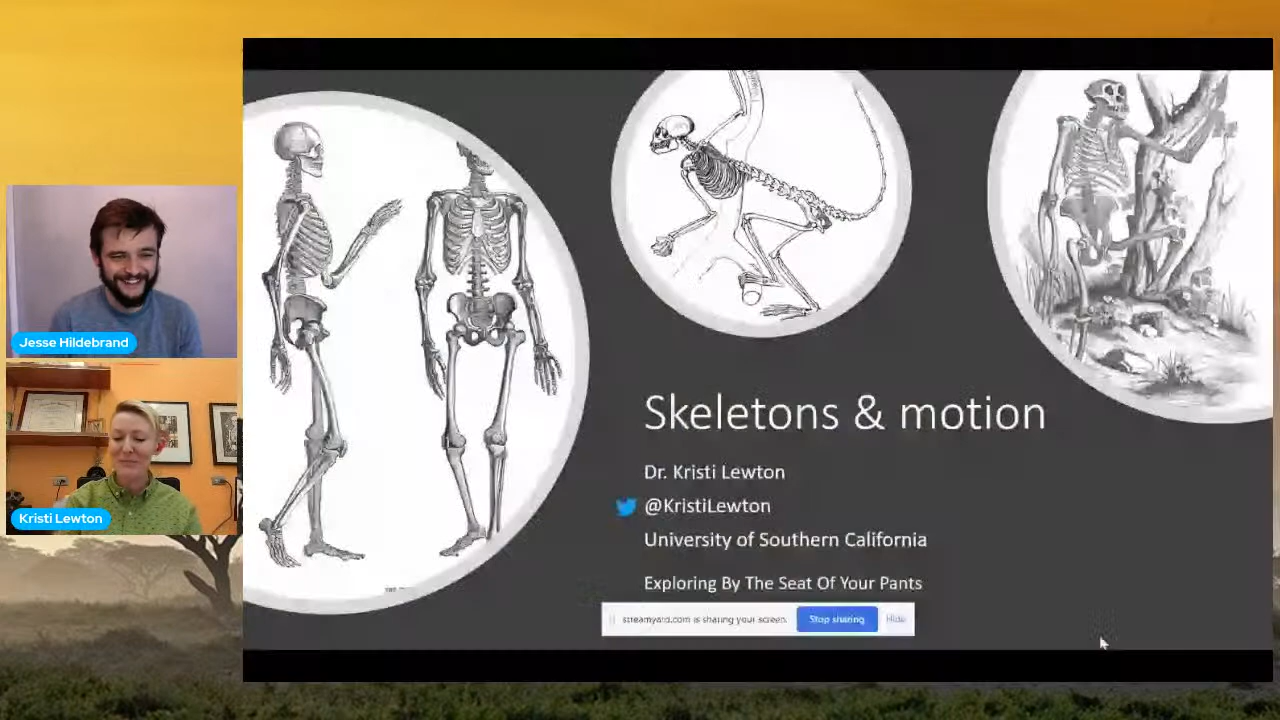 Jesse Hildebrand
Kristi Lewton
Skeletons & motion
Dr. Kristi Lewton
@KristiLewton
University of Southern California
Exploring By The Seat Of Your Pants
streamyard.com is sharing your screen.
Stop sharing
Hide